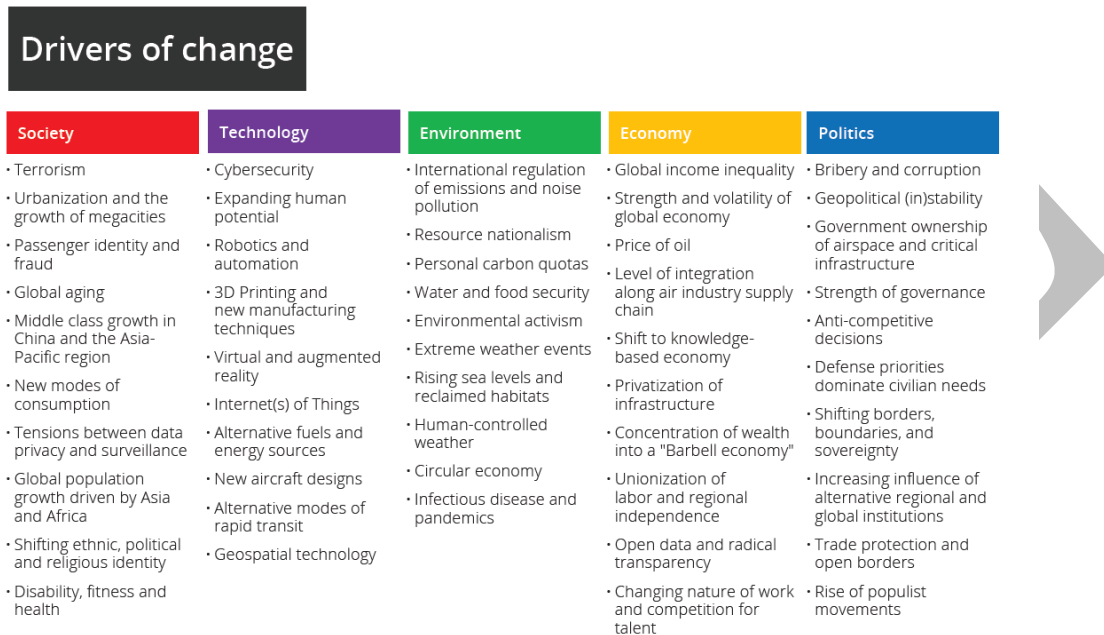 Drivers of change
Society
• Terrorism
• Urbanization and the
growth of megacities
• Passenger identity and
fraud
• Global aging
• Middle class growth in
China and the Asia-
Pacific region
• New modes of
consumption
• Tensions between data
privacy and surveillance
• Global population
growth driven by Asia
and Africa
• Shifting ethnic, political
and religious identity
• Disability, fitness and
health
Technology
• Cybersecurity
• Expanding human
potential
• Robotics and
automation
• 3D Printing and
new manufacturing
techniques
• Virtual and augmented
reality
• Internet(s) of Things
• Alternative fuels and
energy sources
• New aircraft designs
• Alternative modes of
rapid transit
• Geospatial technology
Environment
• International regulation
of emissions and noise
pollution
• Resource nationalism
• Personal carbon quotas
• Water and food security
• Environmental activism
• Extreme weather events
• Rising sea levels and
reclaimed habitats
• Human-controlled
weather
• Circular economy
• Infectious disease and
pandemics
Economy
• Global income inequality
• Strength and volatility of
global economy
• Price of oil
• Level of integration
along air industry supply
chain
• Shift to knowledge-
based economy
• Privatization of
infrastructure
• Concentration of wealth
into a "Barbell economy"
• Unionization of
labor and regional
independence
• Open data and radical
transparency
• Changing nature of work
and competition for
talent
Politics
• Bribery and corruption
• Geopolitical (in)stability
• Government ownership
of airspace and critical
infrastructure
• Strength of governance
• Anti-competitive
decisions
• Defense priorities
dominate civilian needs
• Shifting borders,
boundaries, and
sovereignty
• Increasing influence of
alternative regional and
global institutions
• Trade protection and
open borders
• Rise of populist
movements